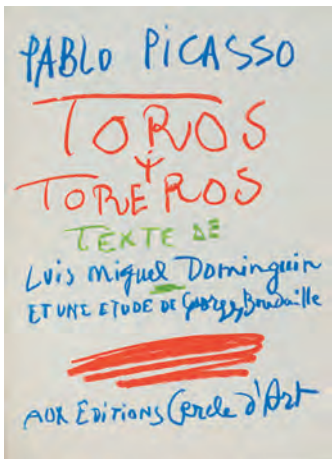 PABLO PICASSO
TOROS
Y
TOREROS
TEXTE DE
Luis Miguel Dominguin
ET UNE ETUDE DE Georges Boudaille
AUX EDITIONS Cercle d'Art